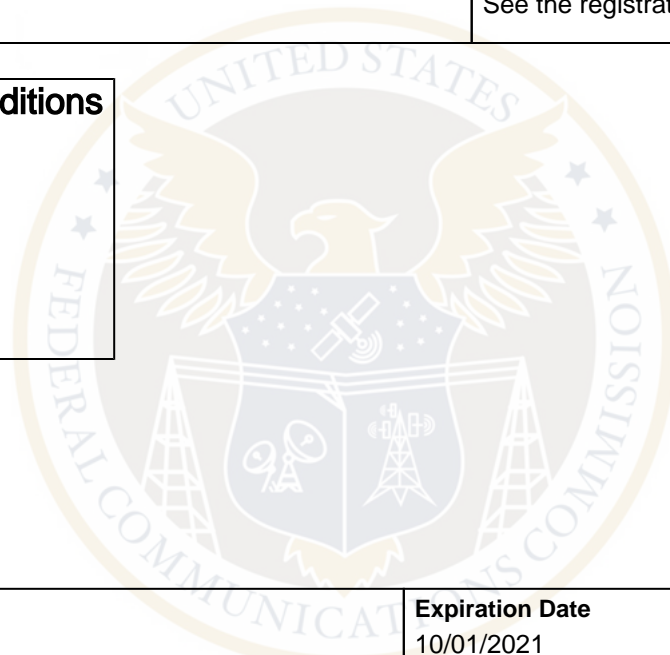 See the registrat
ditions
UNITED STATES
FEDERAL COMMUNICATIONS COMMISSION
Expiration Date
10/01/2021